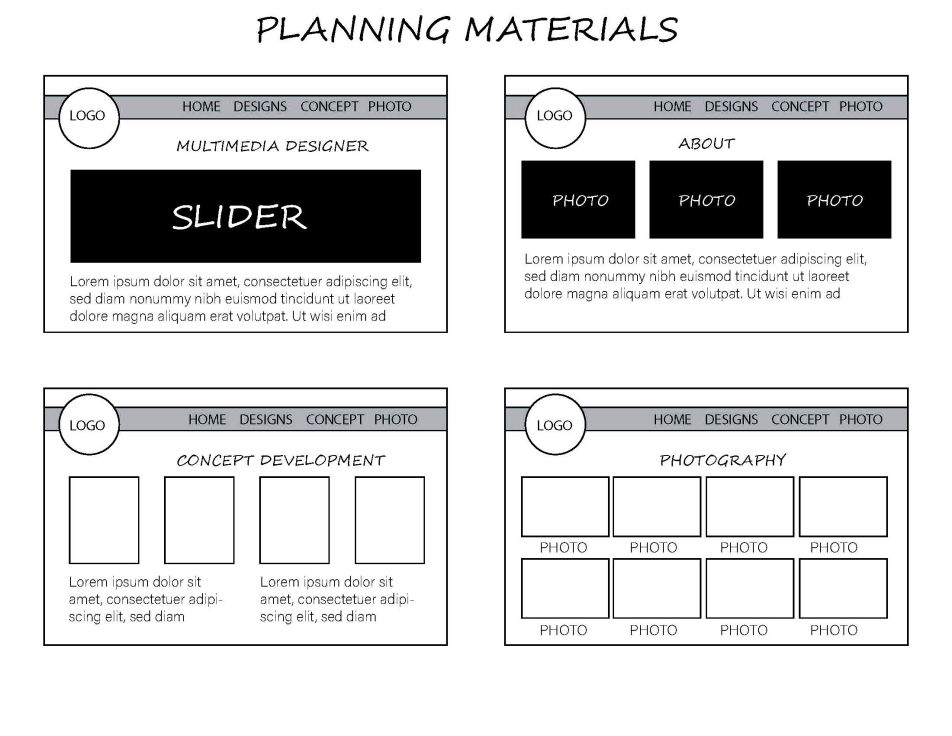 PLANNING MATERIALS
LOGO
HOME DESIGNS CONCEPT PHOTO
MULTIMEDIA DESIGNER
SLIDER
Lorem ipsum dolor sit amet, consectetuer adipiscing elit,
sed diam nonummy nibh euismod tincidunt ut laoreet
dolore magna aliquam erat volutpat. Ut wisi enim ad
LOGO
HOME DESIGNS CONCEPT PHOTO
ABOUT
PHOTO PHOTO PHOTO
Lorem ipsum dolor sit amet, consectetuer adipiscing elit,
sed diam nonummy nibh euismod tincidunt ut laoreet
dolore magna aliquam erat volutpat. Ut wisi enim ad
LOGO
HOME DESIGNS CONCEPT PHOTO
CONCEPT DEVELOPMENT
Lorem ipsum dolor sit
amet, consectetuer adipi-
scing elit, sed diam
Lorem ipsum dolor sit
amet, consectetuer adipi-
scing elit, sed diam
LOGO
HOME DESIGNS CONCEPT PHOTO
PHOTOGRAPHY
PHOTO PHOTO PHOTO PHOTO
PHOTO PHOTO PHOTO PHOTO